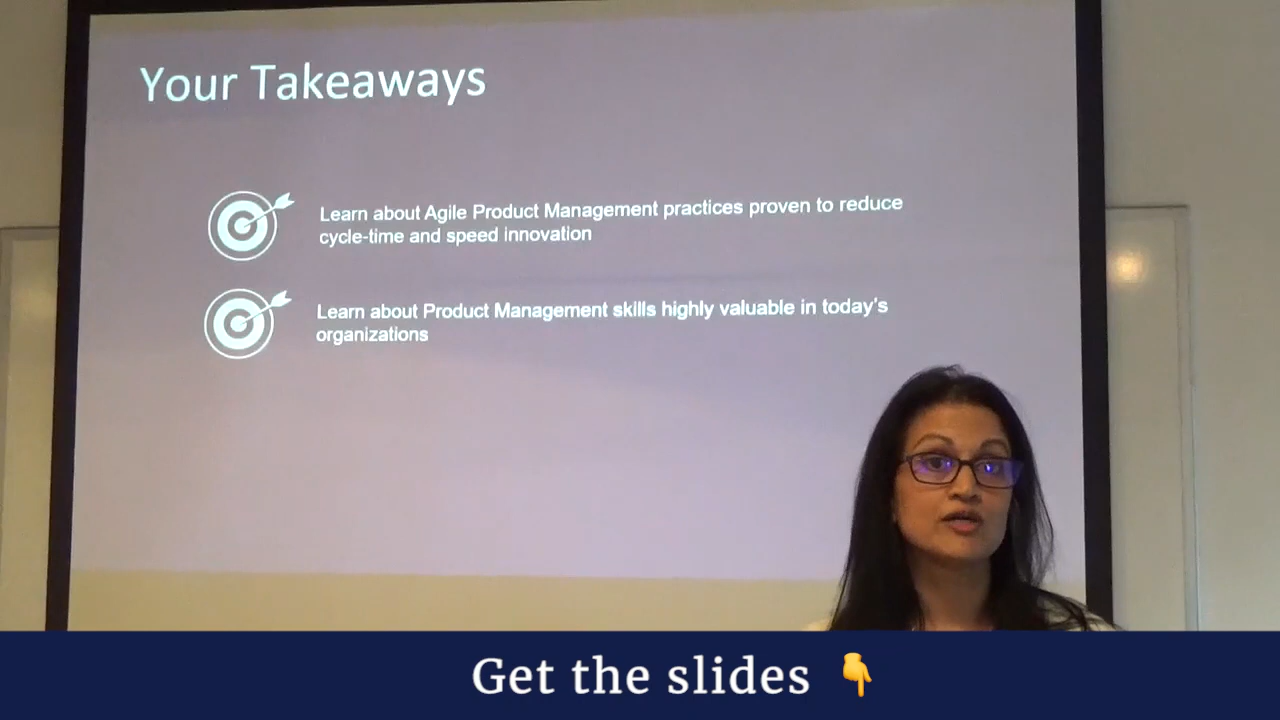 Your Takeaways
Learn about Agile Product Management practices proven to reduce
cycle-time and speed innovation
Learn about Product Management skills highly valuable in today's
organizations
Get the slides 👇